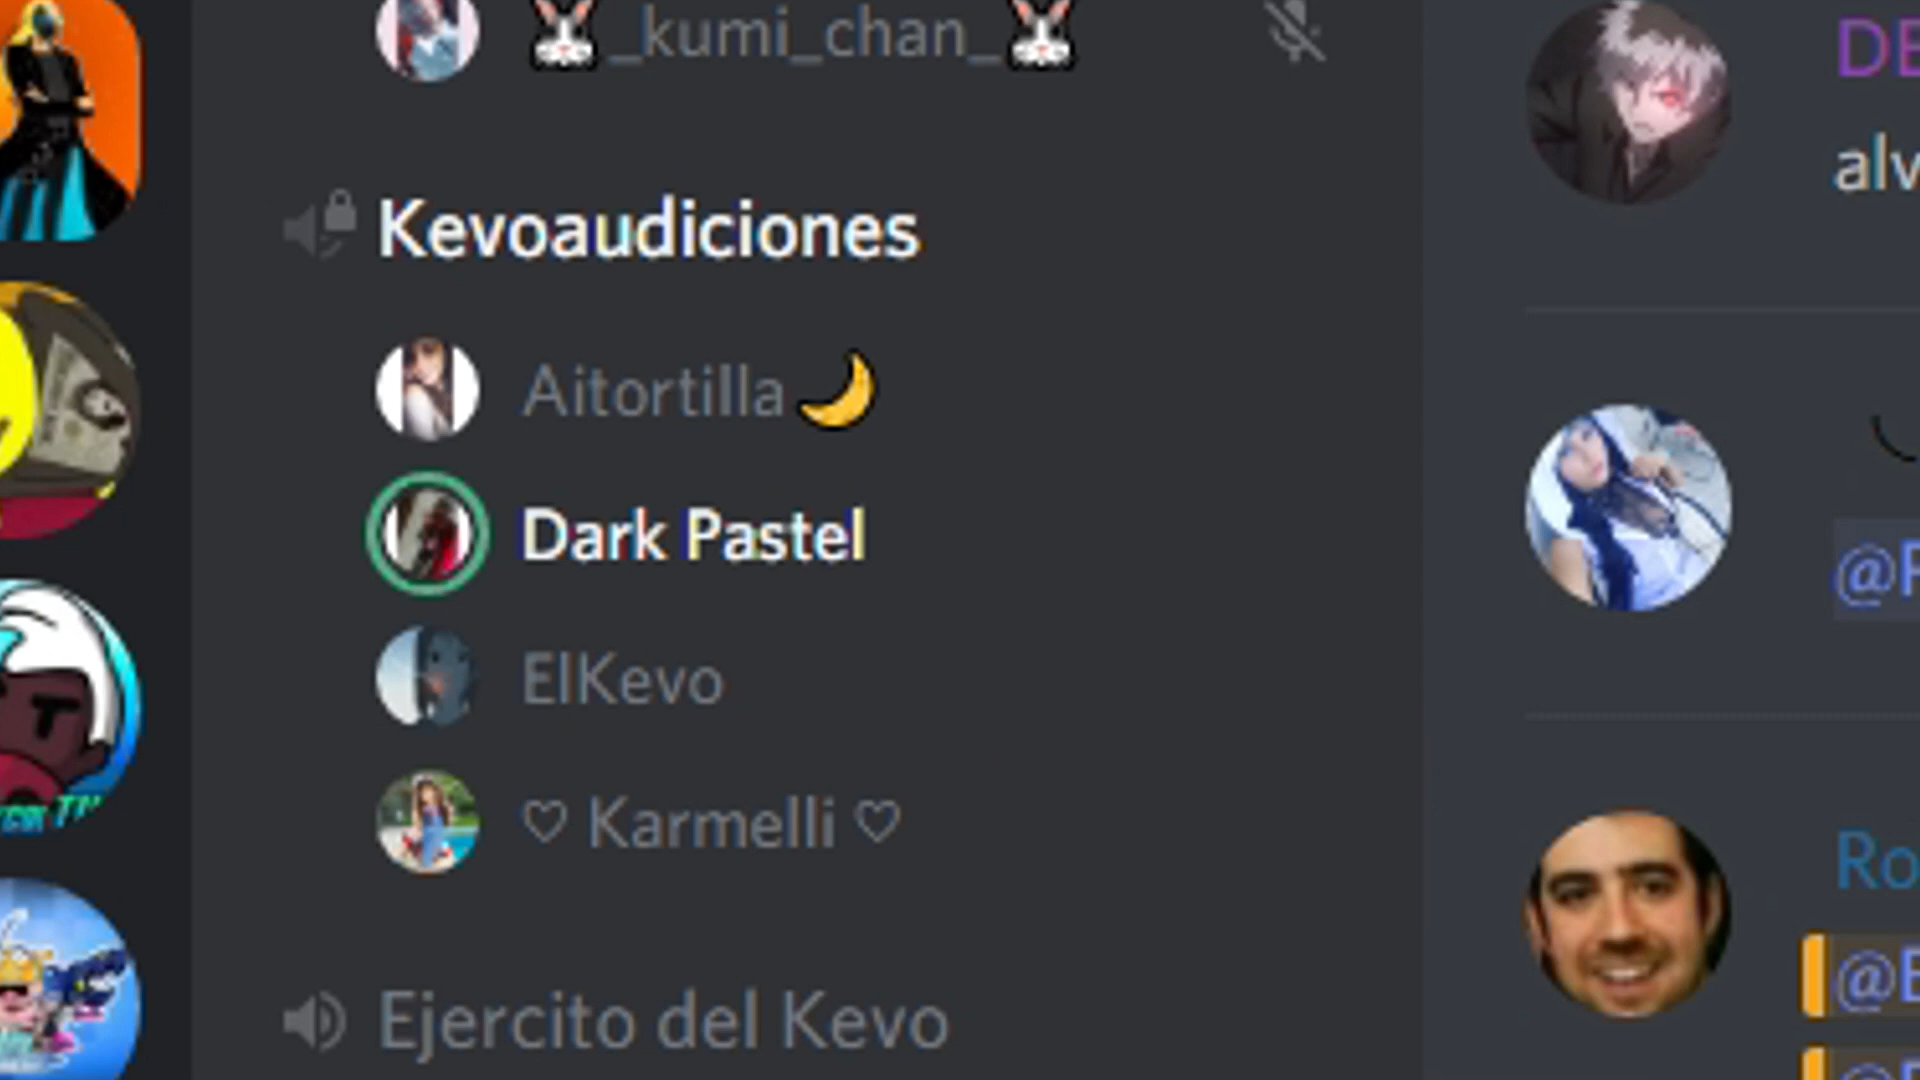 _kumi_chan_
Kevoaudiciones
Aitortilla
Dark Pastel
ElKevo
♡ Karmelli ♡
Ejercito del Kevo
DE
alv
@P
Ro
@E